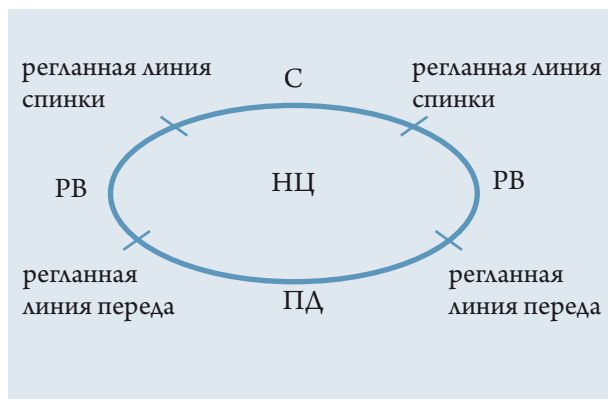 регланная линия
спинки
С
регланная линия
спинки
РВ
НЦ
РВ
регланная
линия переда
ПД
регланная
линия переда